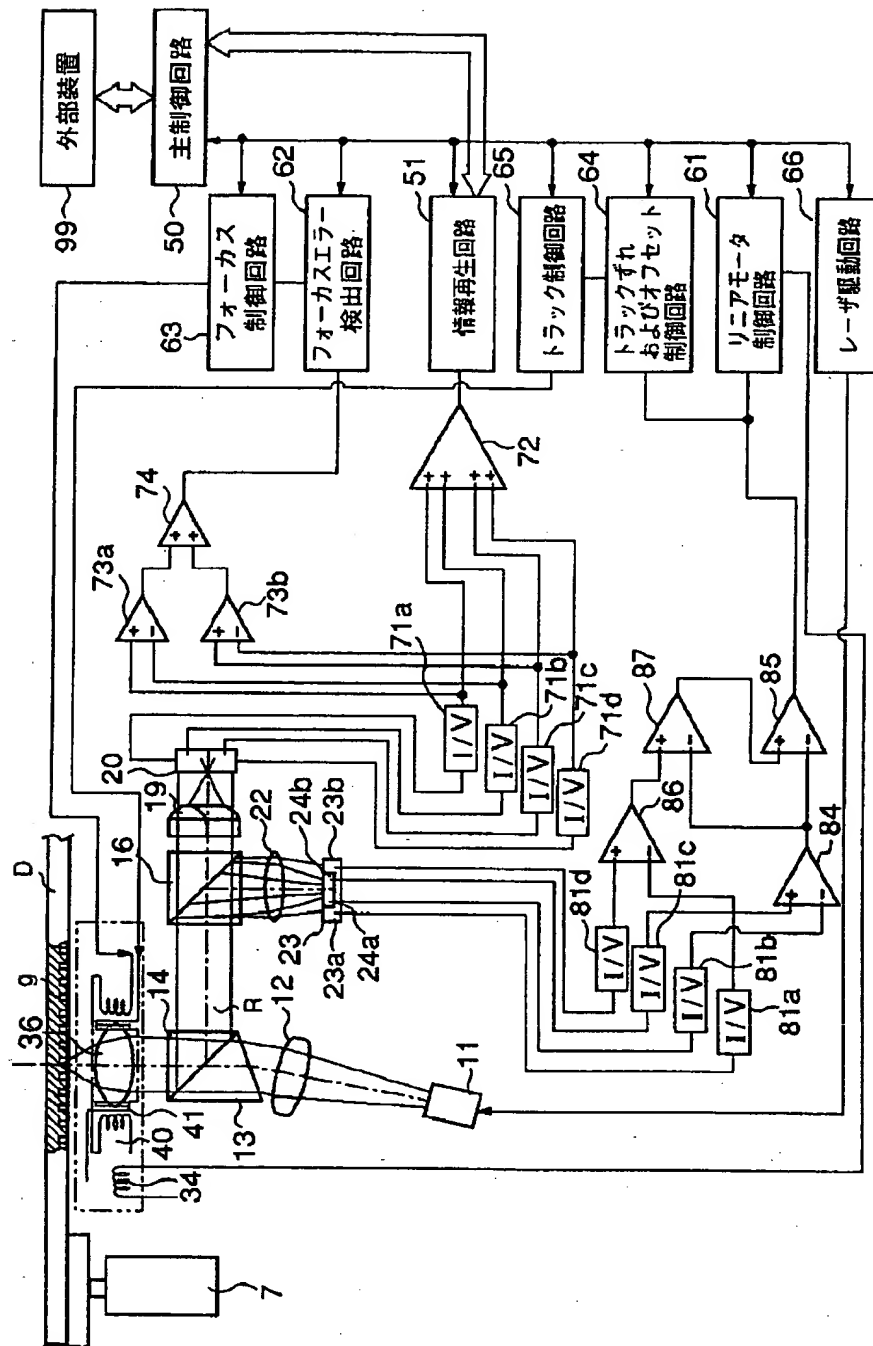 外部装置
99
主制御回路
50
フォーカス
制御回路
63
フォーカスエラー
検出回路
62
情報再生回路
51
トラック制御回路
65
トラックずれ
およびオフセット
制御回路
64
リニアモータ
制御回路
61
レーザ駆動回路
66
72
74
73a
73b
71a
I/V
71b
I/V
71c
I/V
71d
I/V
87
85
86
84
81d
I/V
81c
I/V
81b
I/V
81a
I/V
20
19
16
22
24b
23b
23
23a
24a
D
9
36
14
R
12
13
11
41
40
34
7
+
+
+
-
+
-
+
+
+
+
+
-
+
-
+
-
+
-